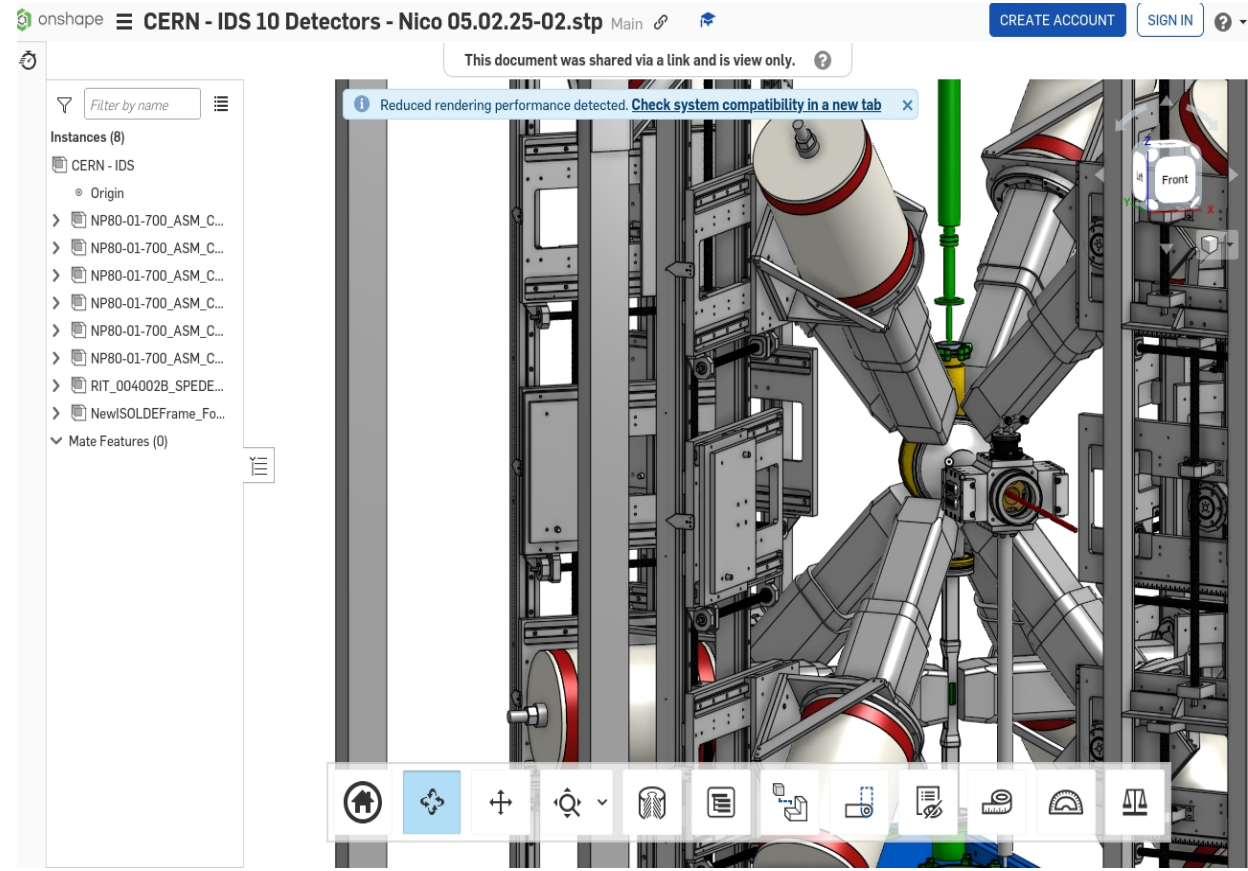 onshape CERN - IDS 10 Detectors - Nico 05.02.25-02.stp Main CREATE ACCOUNT SIGN IN ?
This document was shared via a link and is view only. ?
Filter by name
Reduced rendering performance detected. Check system compatibility in a new tab ×
Instances (8)
CERN - IDS
Origin
NP80-01-700_ASM_C...
NP80-01-700_ASM_C...
NP80-01-700_ASM_C...
NP80-01-700_ASM_C...
NP80-01-700_ASM_C...
NP80-01-700_ASM_C...
RIT_004002B_SPEDE...
NewISOLDEFrame_Fo...
Mate Features (0)
Z
Left
Front
Y
X